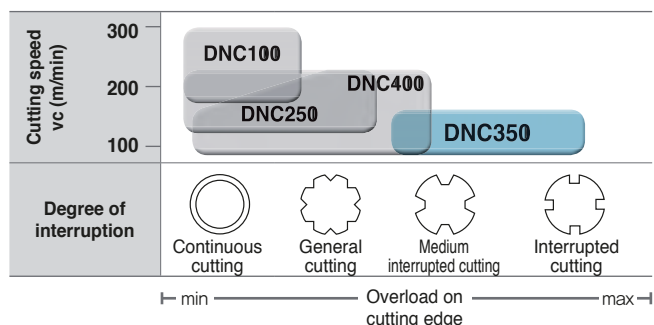 Cutting speed
vc (m/min)
300
200
100
DNC100
DNC400
DNC250
DNC350
Degree of
interruption
Continuous
cutting
General
cutting
Medium
interrupted cutting
Interrupted
cutting
min
Overload on
cutting edge
max